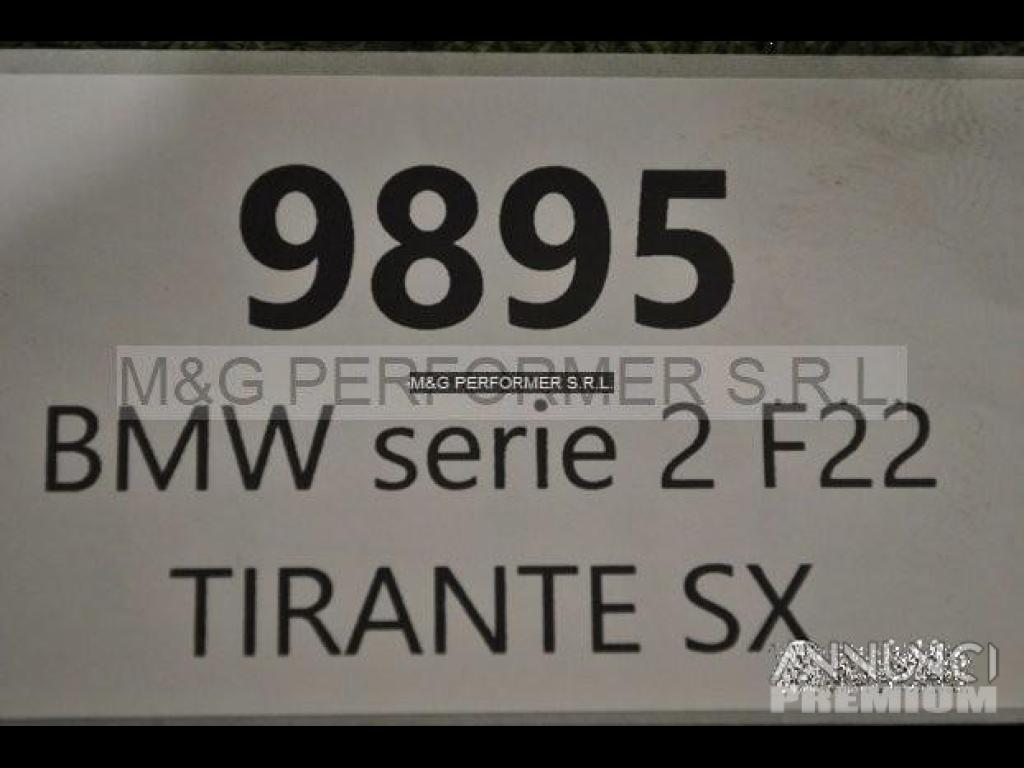 9895
M&G PERFORMER S.R.L.
M&G PERFORMER S.R.L.
BMW serie 2 F22
TIRANTE SX
ANNUNCI
PREMIUM